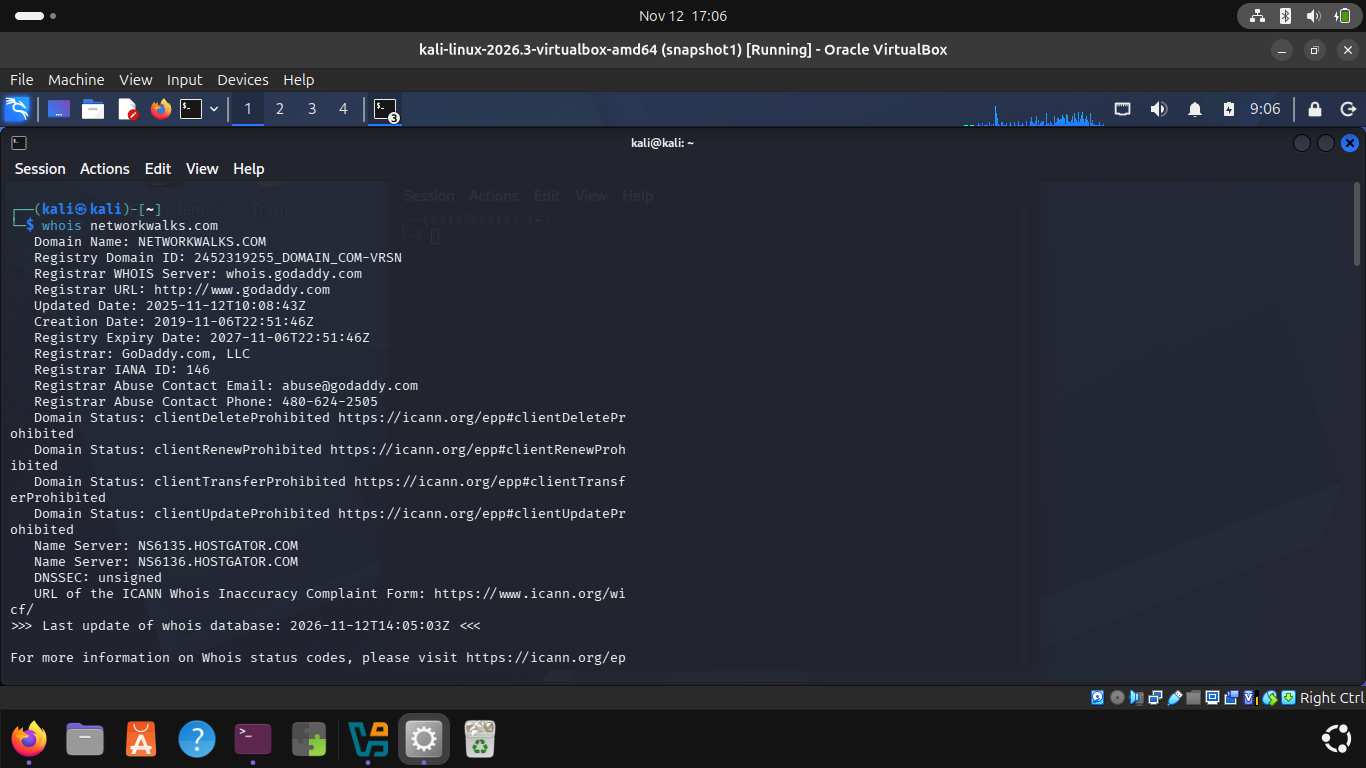 Nov 12 17:06
kali-linux-2026.3-virtualbox-amd64 (snapshot1) [Running] - Oracle VirtualBox
File Machine View Input Devices Help
1 2 3 4 3 9:06
kali@kali: ~
Session Actions Edit View Help
Session Actions Edit View Help
Trash
┌──(kali㉿kali)-[~]
└─$ whois networkwalks.com
Domain Name: NETWORKWALKS.COM
Registry Domain ID: 2452319255_DOMAIN_COM-VRSN
Registrar WHOIS Server: whois.godaddy.com
Registrar URL: http://www.godaddy.com
Updated Date: 2025-11-12T10:08:43Z
Creation Date: 2019-11-06T22:51:46Z
Registry Expiry Date: 2027-11-06T22:51:46Z
Registrar: GoDaddy.com, LLC
Registrar IANA ID: 146
Registrar Abuse Contact Email: abuse@godaddy.com
Registrar Abuse Contact Phone: 480-624-2505
Domain Status: clientDeleteProhibited https://icann.org/epp#clientDeletePr
ohibited
Domain Status: clientRenewProhibited https://icann.org/epp#clientRenewProh
ibited
Domain Status: clientTransferProhibited https://icann.org/epp#clientTransf
erProhibited
Domain Status: clientUpdateProhibited https://icann.org/epp#clientUpdatePr
ohibited
Name Server: NS6135.HOSTGATOR.COM
Name Server: NS6136.HOSTGATOR.COM
DNSSEC: unsigned
URL of the ICANN Whois Inaccuracy Complaint Form: https://www.icann.org/wi
cf/
>>> Last update of whois database: 2026-11-12T14:05:03Z <<<
For more information on Whois status codes, please visit https://icann.org/ep
Right Ctrl